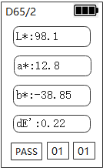 D65/2
L*:98.1
a*:12.8
b*:-38.85
dE':0.22
PASS 01 01